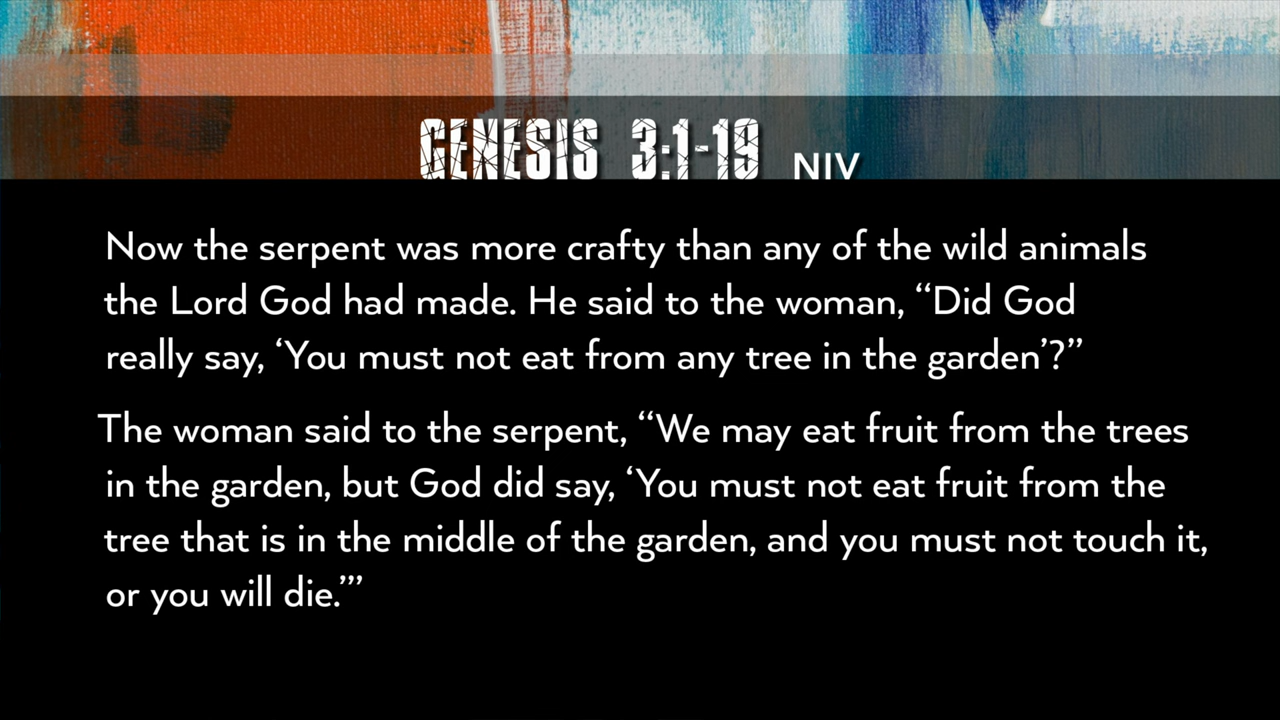 GENESIS 3:1-19 NIV
Now the serpent was more crafty than any of the wild animals
the Lord God had made. He said to the woman, “Did God
really say, ‘You must not eat from any tree in the garden’?”
The woman said to the serpent, “We may eat fruit from the trees
in the garden, but God did say, ‘You must not eat fruit from the
tree that is in the middle of the garden, and you must not touch it,
or you will die.’”